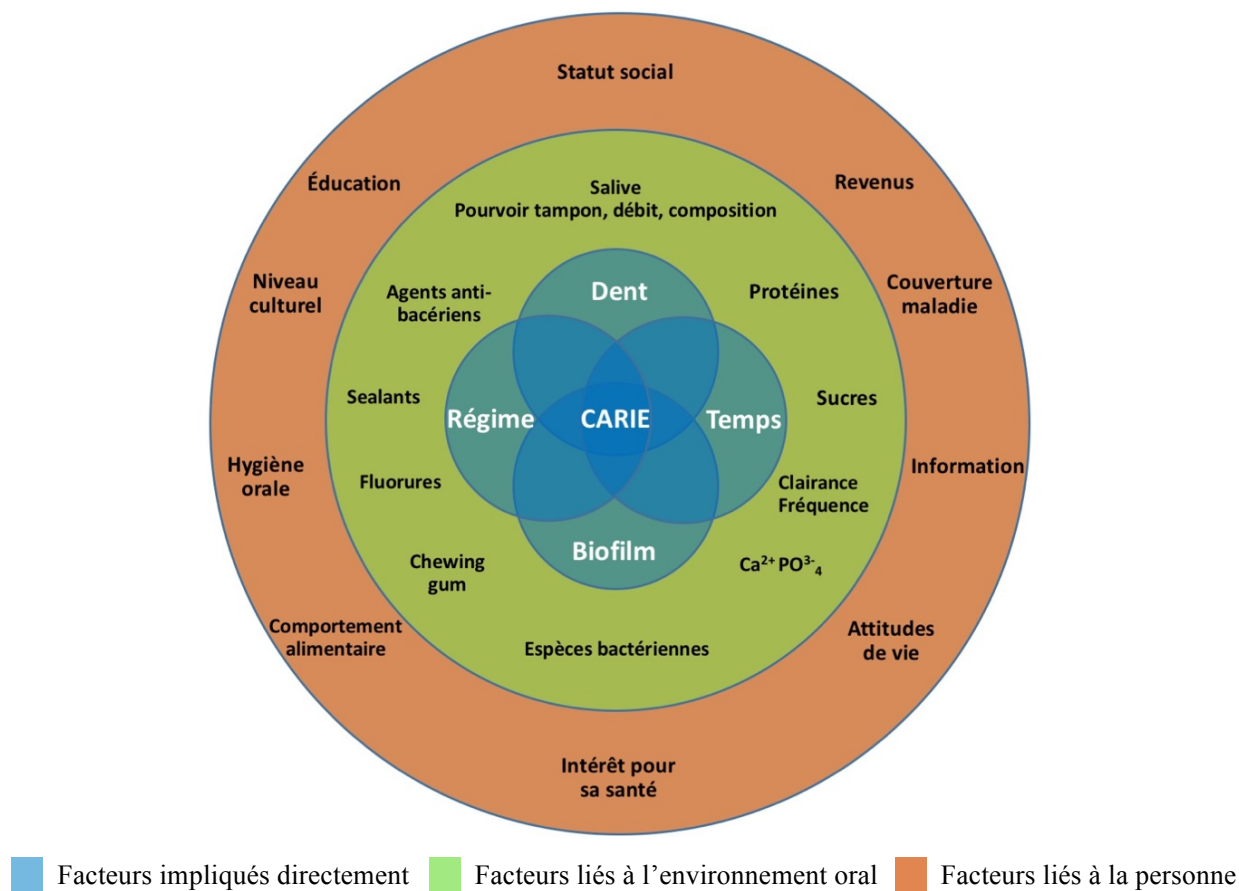 Statut social
Éducation
Revenus
Salive
Pourvoir tampon, débit, composition
Niveau
culturel
Couverture
maladie
Agents anti-
bacériens
Dent
Protéines
Sealants
Régime
CARIE
Temps
Sucres
Hygiène
orale
Information
Fluorures
Clairance
Fréquence
Biofilm
Chewing
gum
Ca²⁺ PO³⁻₄
Comportement
alimentaire
Attitudes
de vie
Espèces bactériennes
Intérêt pour
sa santé
Facteurs impliqués directement
Facteurs liés à l’environnement oral
Facteurs liés à la personne